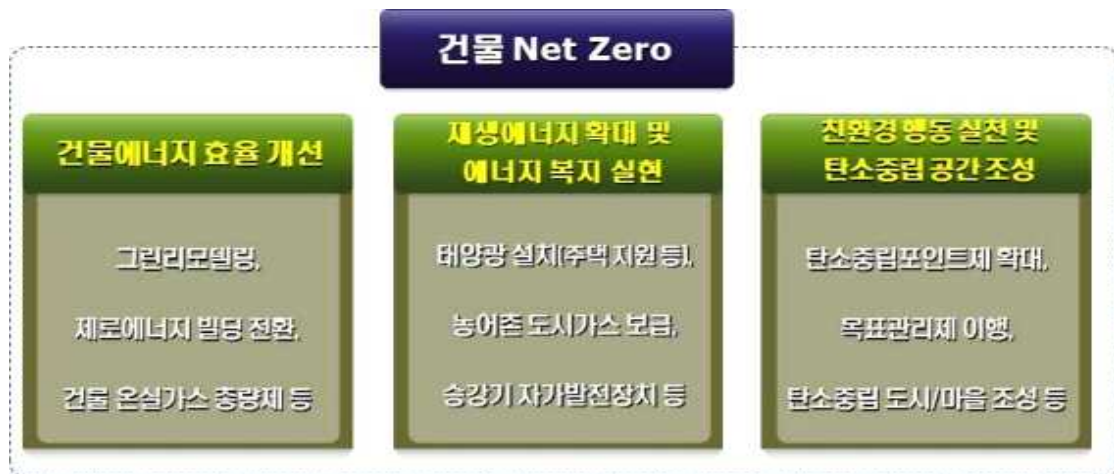 건물 Net Zero
건물에너지 효율 개선
그린리모델링,
제로에너지 빌딩 전환,
건물 온실가스 총량제 등
재생에너지 확대 및
에너지 복지 실현
태양광 설치(주택 지원 등),
농어촌 도시가스 보급,
승강기 자가발전장치 등
친환경 행동 실천 및
탄소중립 공간 조성
탄소중립포인트제 확대,
목표관리제 이행,
탄소중립 도시/마을 조성 등